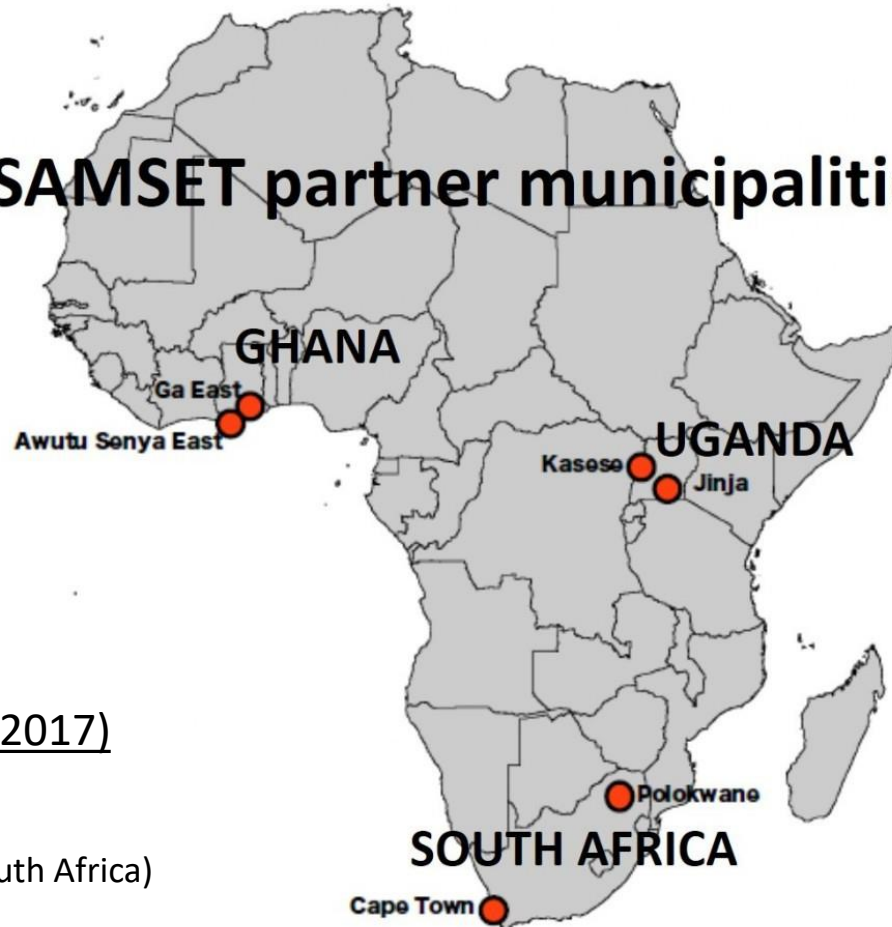 SAMSET partner municipaliti
GHANA
Ga East
Awutu Senya East
UGANDA
Kasese
Jinja
2017)
Polokwane
SOUTH AFRICA
uth Africa)
Cape Town